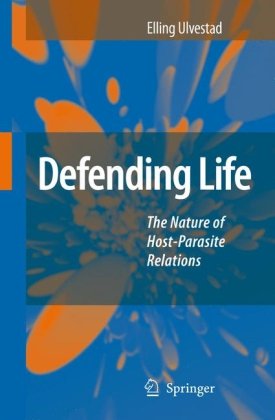 Elling Ulvestad
Defending Life
The Nature of
Host-Parasite
Relations
Springer